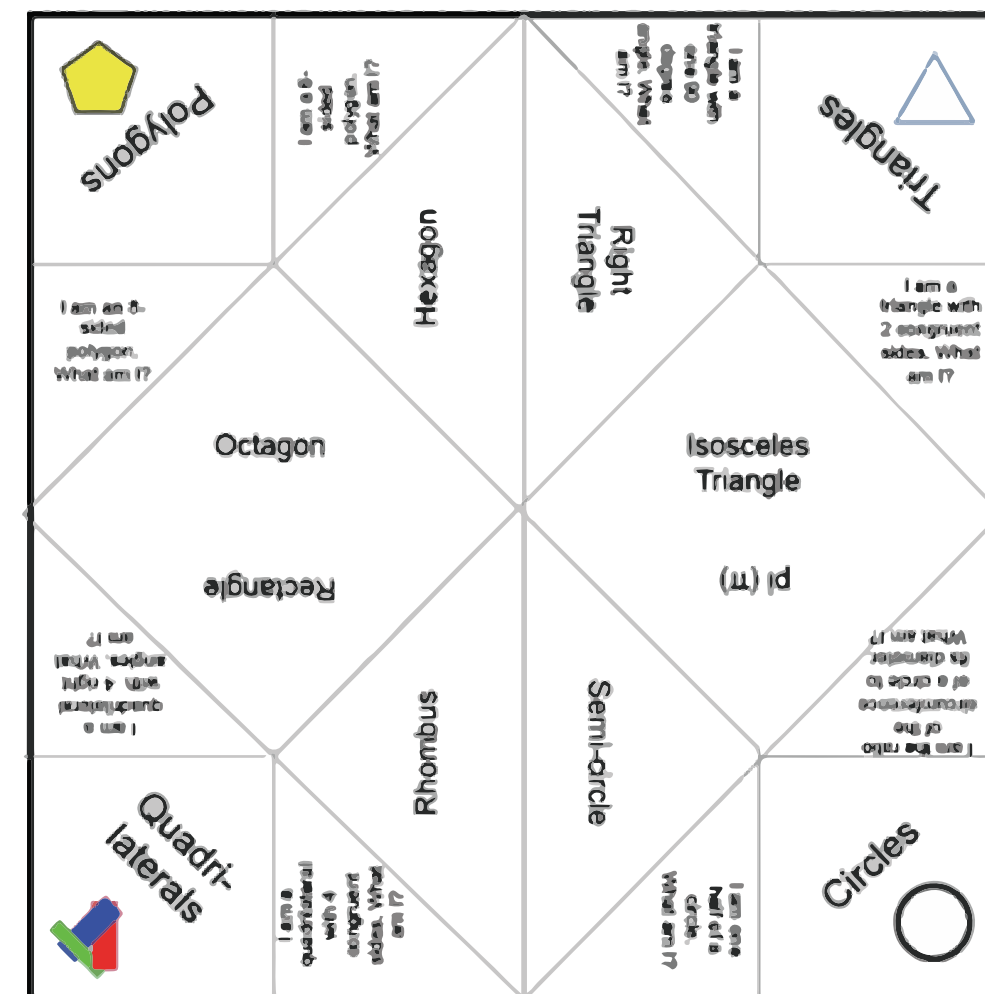 Polygons
I am a 6-
sided
polygon.
What am I?
Hexagon
I am a
triangle with
one 90
degree
angle. What
am I?
Right
Triangle
Triangles
I am an 8-
sided
polygon.
What am I?
Octagon
I am a
triangle with
2 congruent
sides. What
am I?
Isosceles
Triangle
Rectangle
I am a
quadrilateral
with 4 right
angles. What
am I?
pi (π)
I am the ratio
of the
circumference
of a circle to
its diameter
What am I?
Rhombus
I am a
quadrilateral
with 4
congruent
sides. What
am I?
Semi-circle
I am one
half of a
circle.
What am I?
Quadri-
laterals
Circles